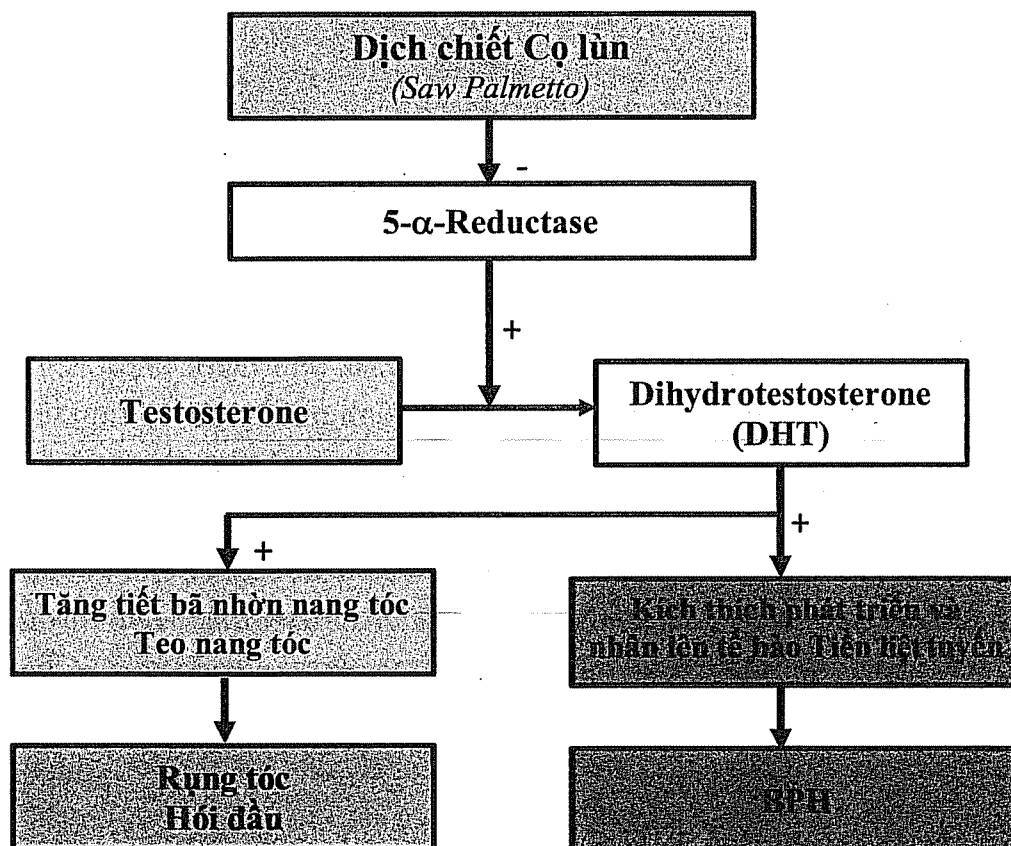 Dịch chiết Cọ lùn
(Saw Palmetto)
-
5-α-Reductase
+
Testosterone
Dihydrotestosterone
(DHT)
+
+
Tăng tiết bã nhờn nang tóc
Teo nang tóc
Kích thích phát triển và
nhân lên tế bào Tiền liệt tuyến
Rụng tóc
Hói đầu
BPH